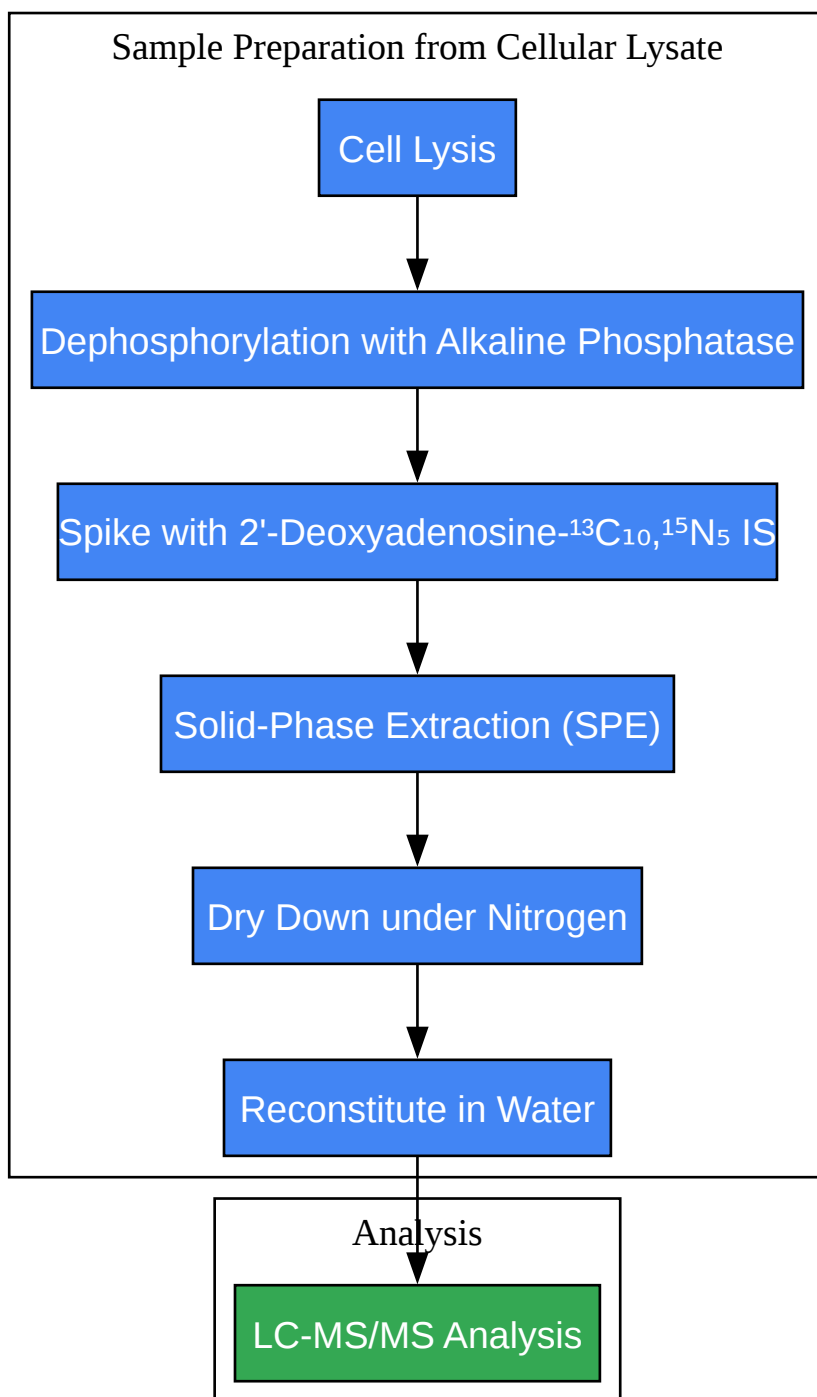 Sample Preparation from Cellular Lysate
Cell Lysis
Dephosphorylation with Alkaline Phosphatase
Spike with 2'-Deoxyadenosine-¹³C₁₀,¹⁵N₅ IS
Solid-Phase Extraction (SPE)
Dry Down under Nitrogen
Reconstitute in Water
Analysis
LC-MS/MS Analysis